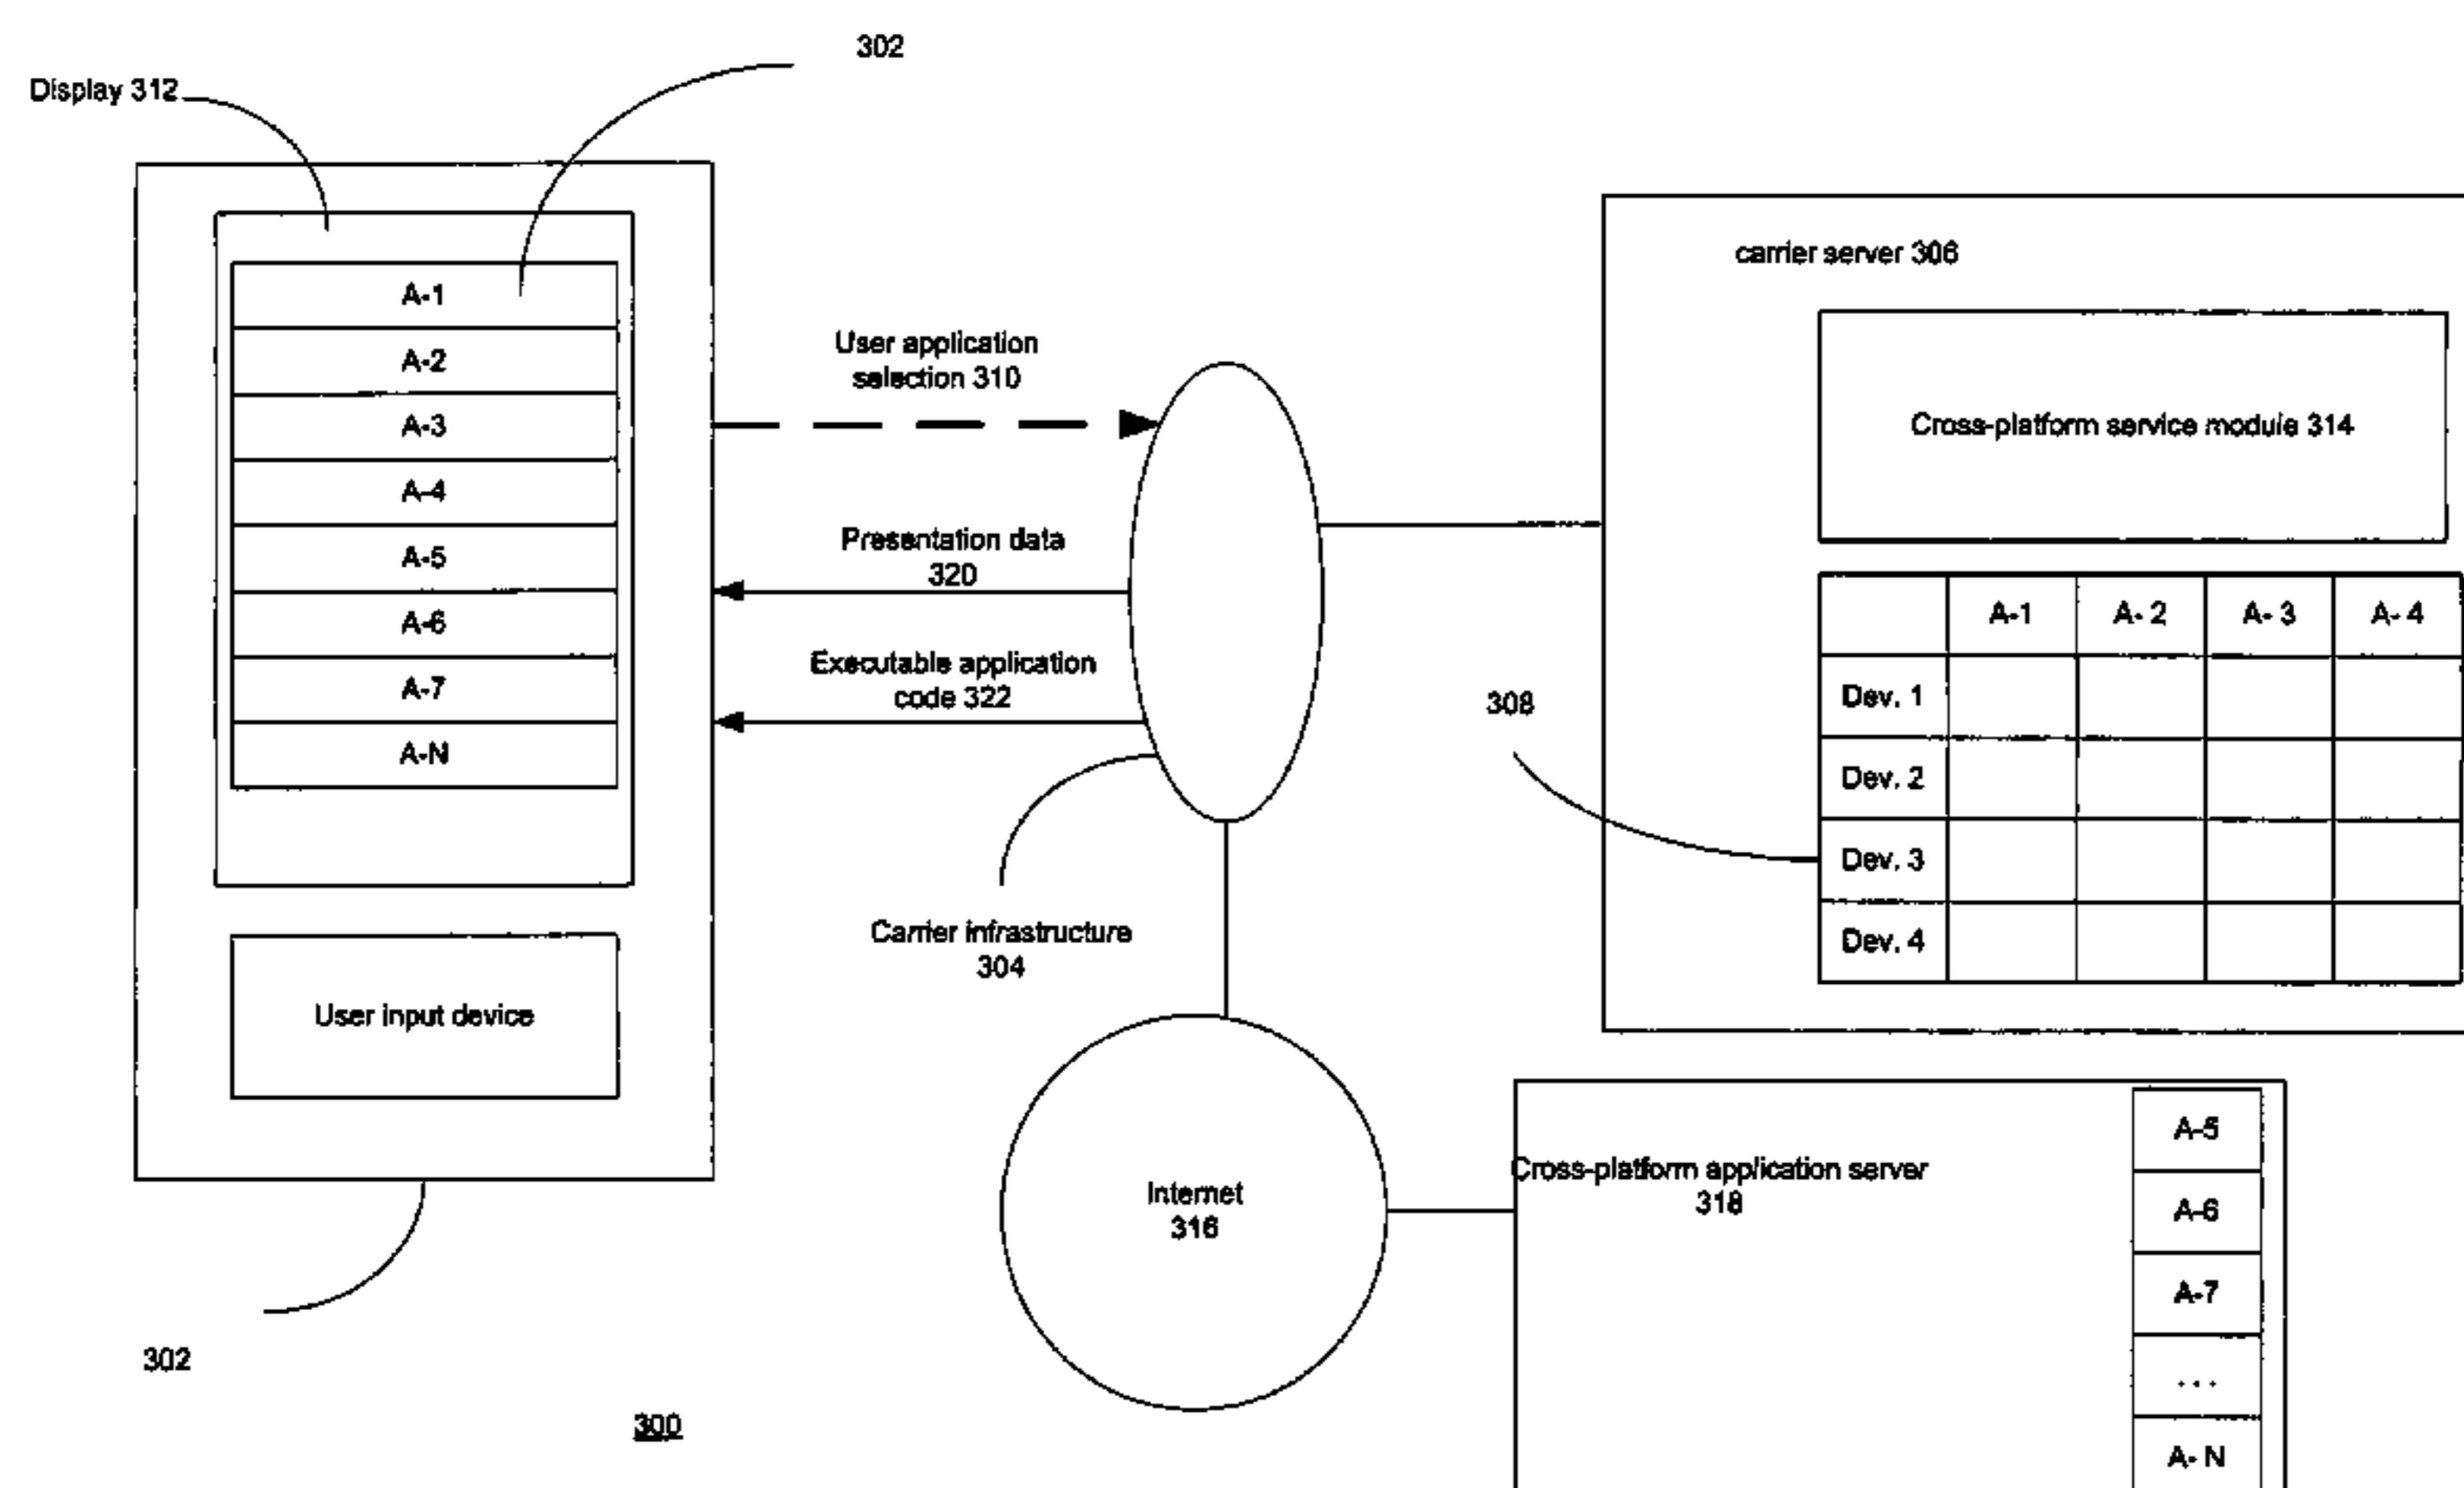 302
Display 312
A-1
A-2
A-3
A-4
A-5
A-6
A-7
A-N
User input device
302
300
User application
selection 310
Presentation data
320
Executable application
code 322
Carrier infrastructure
304
Internet
316
carrier server 306
Cross-platform service module 314
308
A-1 A- 2 A- 3 A- 4
Dev. 1
Dev. 2
Dev. 3
Dev. 4
Cross-platform application server
318
A-5
A-6
A-7
...
A- N